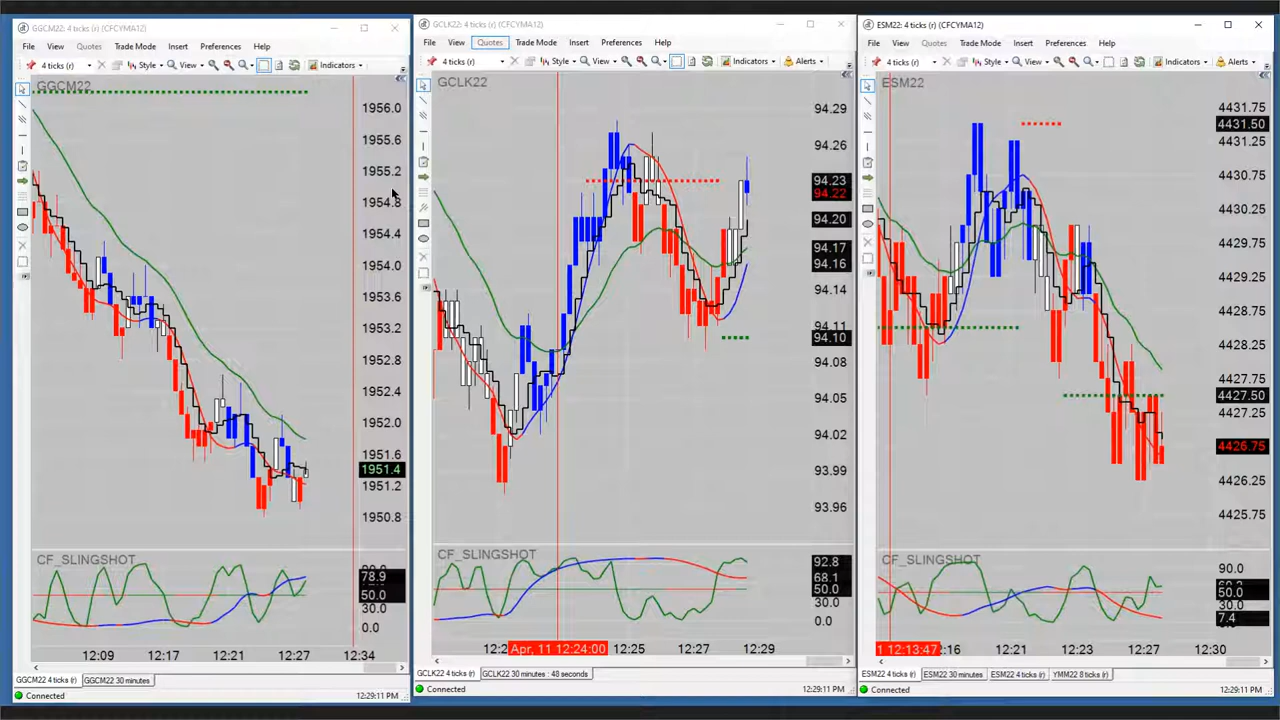 GGCM22: 4 ticks (r) (CFCYMA12)
File View Quotes Trade Mode Insert Preferences Help
4 ticks (r) Style View Indicators
GGCM22
1956.0
1955.6
1955.2
1954.8
1954.4
1954.0
1953.6
1953.2
1952.8
1952.4
1952.0
1951.6
1951.4
1951.2
1950.8
CF_SLINGSHOT
78.9
50.0
30.0
0.0
12:09 12:17 12:21 12:27 12:34
GGCM22 4 ticks (r) GGCM22 30 minutes
Connected 12:29:11 PM
GCLK22: 4 ticks (r) (CFCYMA12)
File View Quotes Trade Mode Insert Preferences Help
4 ticks (r) Style View Indicators Alerts
GCLK22
94.29
94.26
94.23
94.22
94.20
94.17
94.16
94.14
94.11
94.10
94.08
94.05
94.02
93.99
93.96
CF_SLINGSHOT
92.8
68.1
50.0
30.0
0.0
Apr, 11 12:24:00 12:25 12:27 12:29
GCLK22 4 ticks (r) GCLK22 30 minutes : 48 seconds
Connected 12:29:11 PM
ESM22: 4 ticks (r) (CFCYMA12)
File View Quotes Trade Mode Insert Preferences Help
4 ticks (r) Style View Indicators Alerts
ESM22
4431.75
4431.50
4431.25
4430.75
4430.25
4429.75
4429.25
4428.75
4428.25
4427.75
4427.50
4427.25
4426.75
4426.25
4425.75
CF_SLINGSHOT
90.0
50.0
30.0
7.4
1 12:13:47 :16 12:21 12:23 12:27 12:30
ESM22 4 ticks (r) ESM22 30 minutes ESM22 4 ticks (r) YMM22 8 ticks (r)
Connected 12:29:11 PM